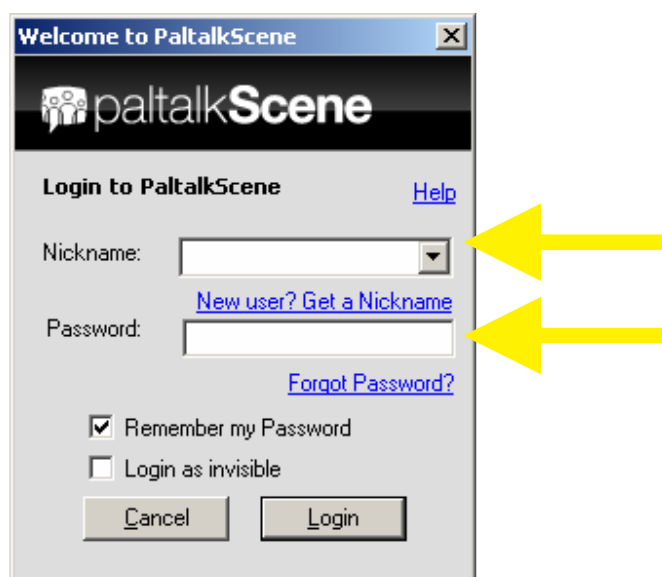 Welcome to PaltalkScene
paltalkScene
Login to PaltalkScene
Help
Nickname:
New user? Get a Nickname
Password:
Forgot Password?
Remember my Password
Login as invisible
Cancel
Login